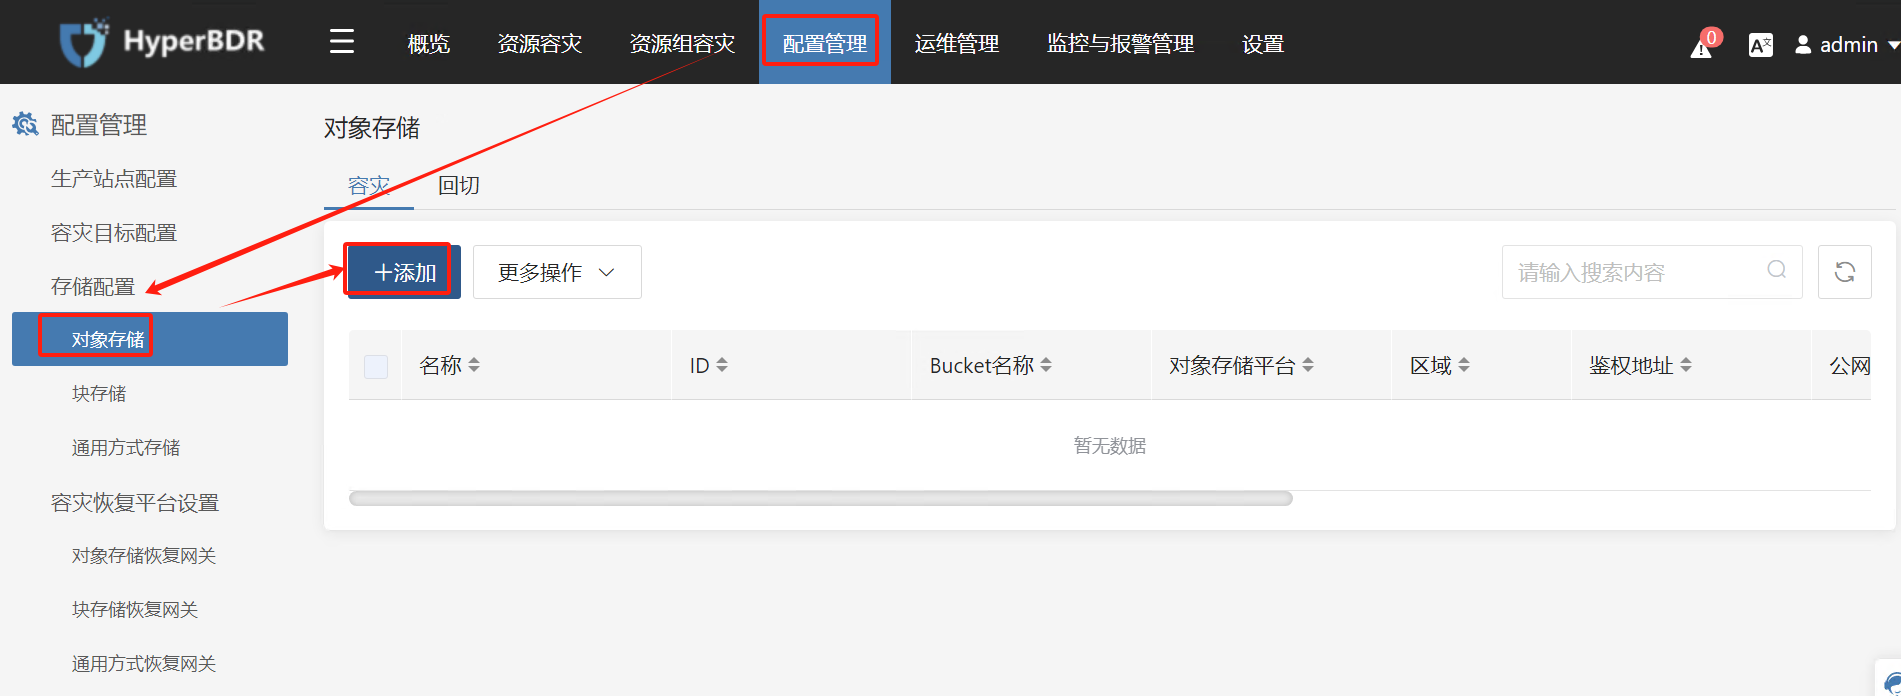 HyperBDR
概览
资源容灾
资源组容灾
配置管理
运维管理
监控与报警管理
设置
0
admin
配置管理
生产站点配置
容灾目标配置
存储配置
对象存储
块存储
通用方式存储
容灾恢复平台设置
对象存储恢复网关
块存储恢复网关
通用方式恢复网关
对象存储
容灾
回切
+添加
更多操作
请输入搜索内容
名称
ID
Bucket名称
对象存储平台
区域
鉴权地址
公网
暂无数据